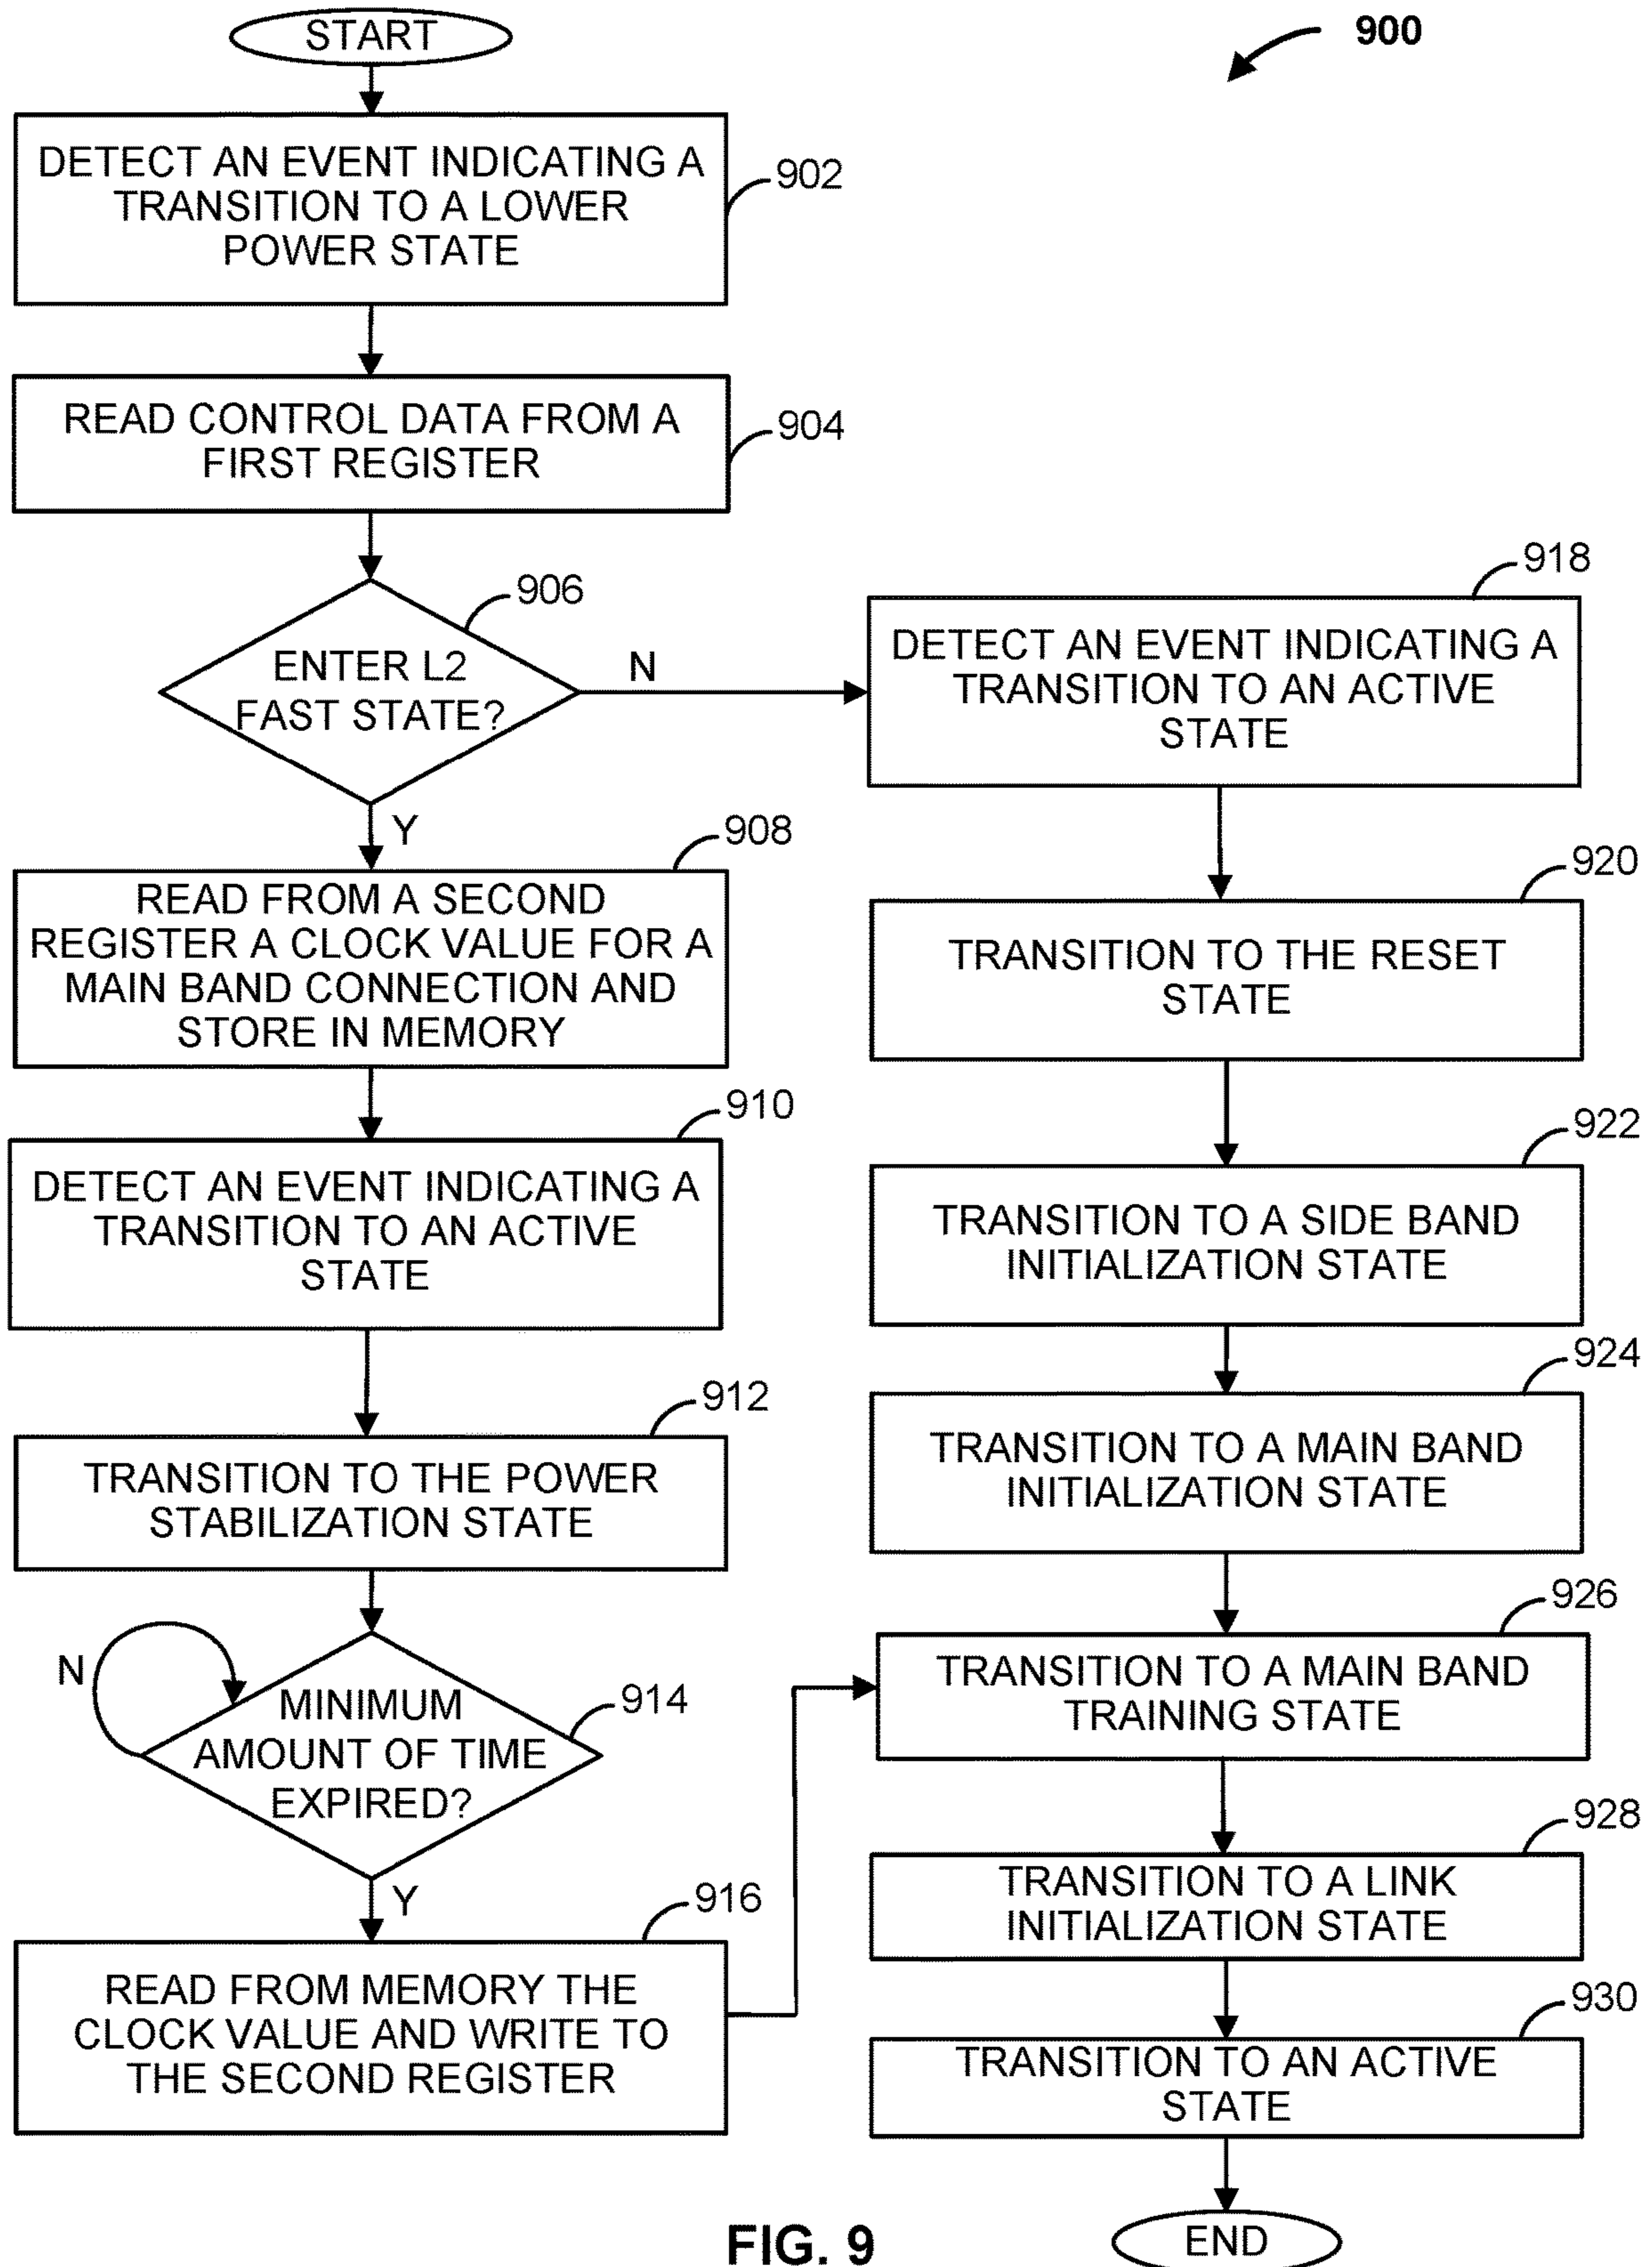 START
900
DETECT AN EVENT INDICATING A
TRANSITION TO A LOWER
POWER STATE
902
READ CONTROL DATA FROM A
FIRST REGISTER
904
906
ENTER L2
FAST STATE?
N
Y
908
READ FROM A SECOND
REGISTER A CLOCK VALUE FOR A
MAIN BAND CONNECTION AND
STORE IN MEMORY
910
DETECT AN EVENT INDICATING A
TRANSITION TO AN ACTIVE
STATE
912
TRANSITION TO THE POWER
STABILIZATION STATE
N
914
MINIMUM
AMOUNT OF TIME
EXPIRED?
Y
916
READ FROM MEMORY THE
CLOCK VALUE AND WRITE TO
THE SECOND REGISTER
918
DETECT AN EVENT INDICATING A
TRANSITION TO AN ACTIVE
STATE
920
TRANSITION TO THE RESET
STATE
922
TRANSITION TO A SIDE BAND
INITIALIZATION STATE
924
TRANSITION TO A MAIN BAND
INITIALIZATION STATE
926
TRANSITION TO A MAIN BAND
TRAINING STATE
928
TRANSITION TO A LINK
INITIALIZATION STATE
930
TRANSITION TO AN ACTIVE
STATE
END
FIG. 9